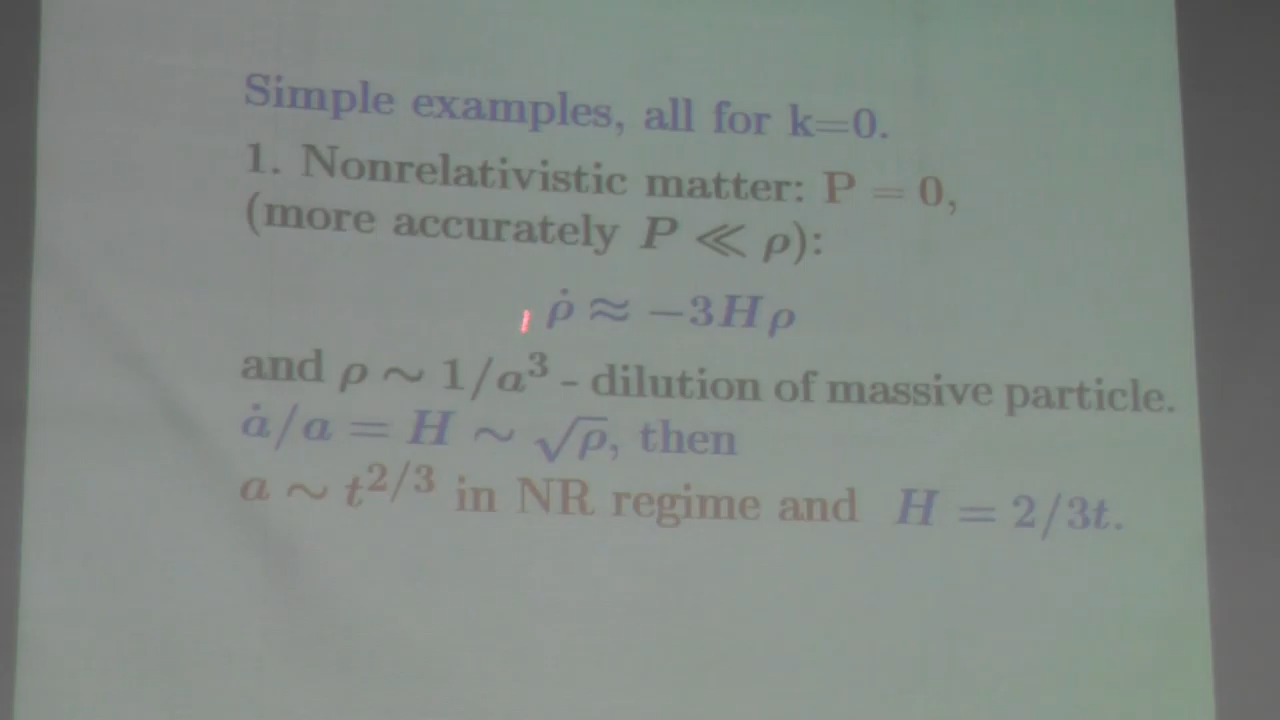 Simple examples, all for k=0.
1. Nonrelativistic matter: P = 0,
(more accurately P ≪ ρ):
ρ̇ ≈ −3Hρ
and ρ ∼ 1/a³ - dilution of massive particle.
ȧ/a = H ∼ √ρ, then
a ∼ t^{2/3} in NR regime and H = 2/3t.